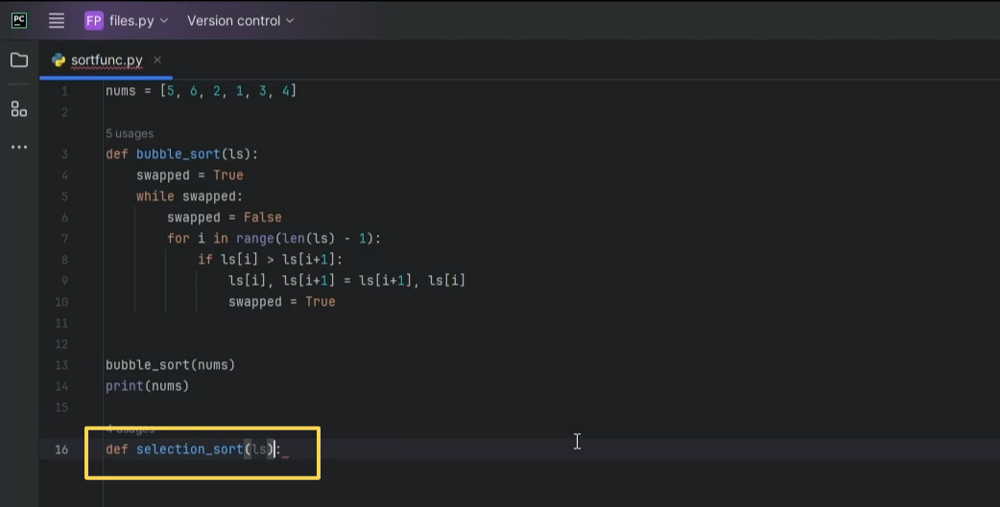 PC FP files.py Version control
sortfunc.py ×
1 nums = [5, 6, 2, 1, 3, 4]
2
5 usages
3 def bubble_sort(ls):
4     swapped = True
5     while swapped:
6         swapped = False
7         for i in range(len(ls) - 1):
8             if ls[i] > ls[i+1]:
9                 ls[i], ls[i+1] = ls[i+1], ls[i]
10                 swapped = True
11
12
13 bubble_sort(nums)
14 print(nums)
15
4 usages
16 def selection_sort(ls):